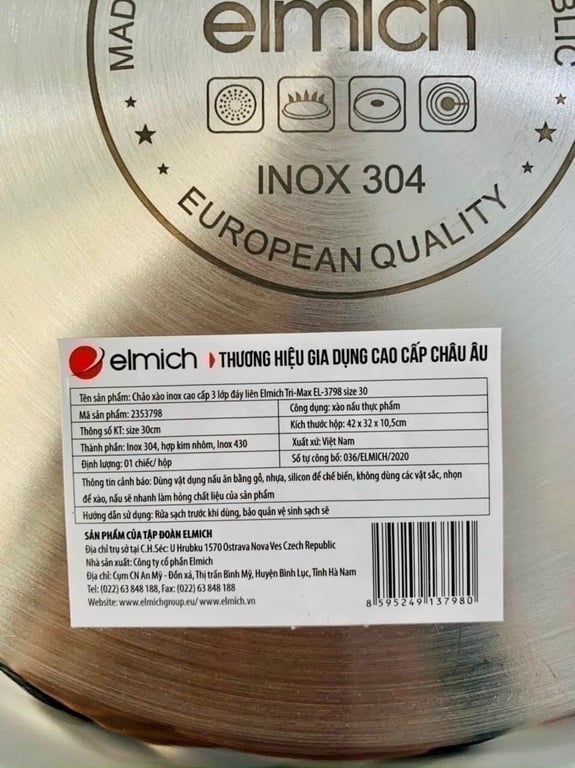 elmich
MAD
BLIC
INOX 304
EUROPEAN QUALITY
elmich THƯƠNG HIỆU GIA DỤNG CAO CẤP CHÂU ÂU
Tên sản phẩm: Chảo xào inox cao cấp 3 lớp đáy liền Elmich Tri-Max EL-3798 size 30
Mã sản phẩm: 2353798
Công dụng: xào nấu thực phẩm
Thông số KT: size 30cm
Kích thước hộp: 42 x 32 x 10,5cm
Thành phần: Inox 304, hợp kim nhôm, Inox 430
Xuất xứ: Việt Nam
Định lượng: 01 chiếc/ hộp
Số tự công bố: 036/ELMICH/2020
Thông tin cảnh báo: Dùng vật dụng nấu ăn bằng gỗ, nhựa, silicon để chế biến, không dùng các vật sắc, nhọn
để xào, nấu sẽ nhanh làm hỏng chất liệu của sản phẩm
Hướng dẫn sử dụng: Rửa sạch trước khi dùng, bảo quản vệ sinh sạch sẽ
SẢN PHẨM CỦA TẬP ĐOÀN ELMICH
Địa chỉ trụ sở tại C.H.Séc: U Hrubku 1570 Ostrava Nova Ves Czech Republic
Nhà sản xuất: Công ty cổ phần Elmich
Địa chỉ: Cụm CN An Mỹ - Đồn xá, Thị trấn Bình Mỹ, Huyện Bình Lục, Tỉnh Hà Nam
Tel: (022) 63 848 188, Fax: (022) 63 848 188
Website: www.elmichgroup.eu/ www.elmich.vn
8 595249 137980